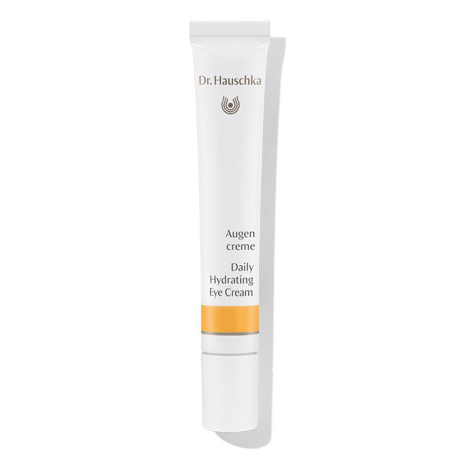 Dr. Hauschka
Augen
creme
Daily
Hydrating
Eye Cream